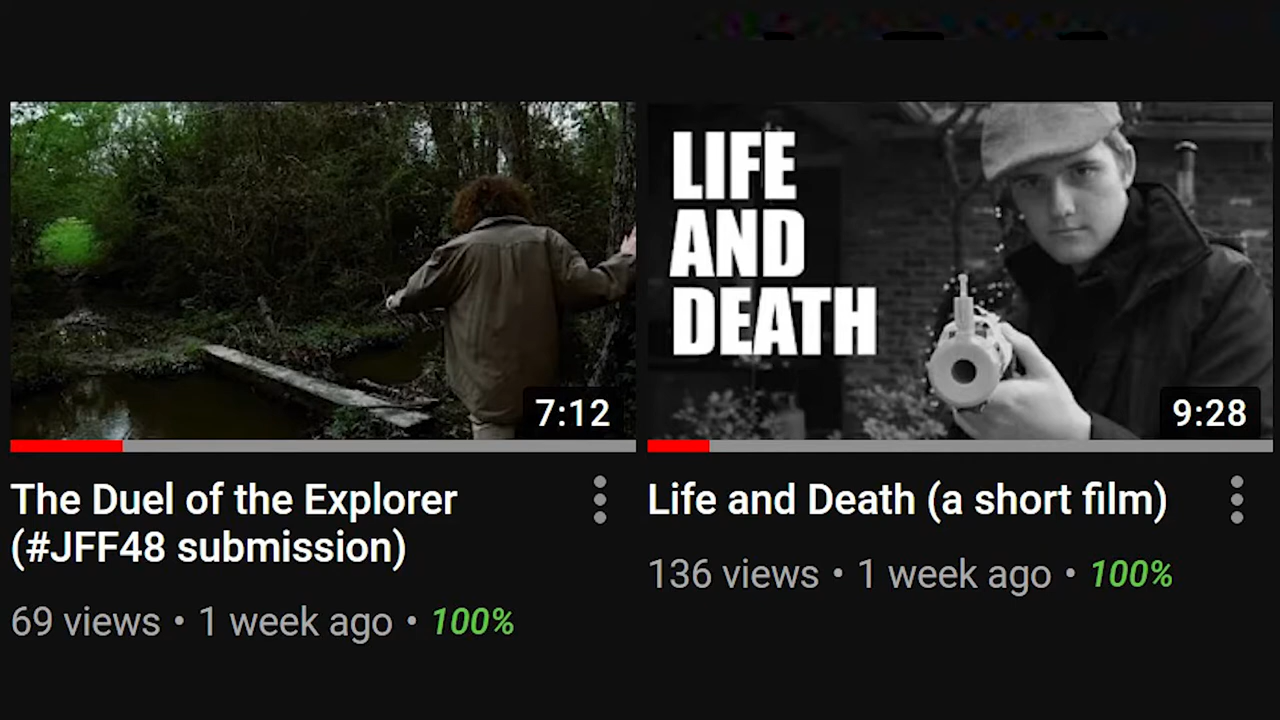 LIFE
AND
DEATH
7:12
9:28
The Duel of the Explorer
(#JFF48 submission)
69 views • 1 week ago • 100%
Life and Death (a short film)
136 views • 1 week ago • 100%